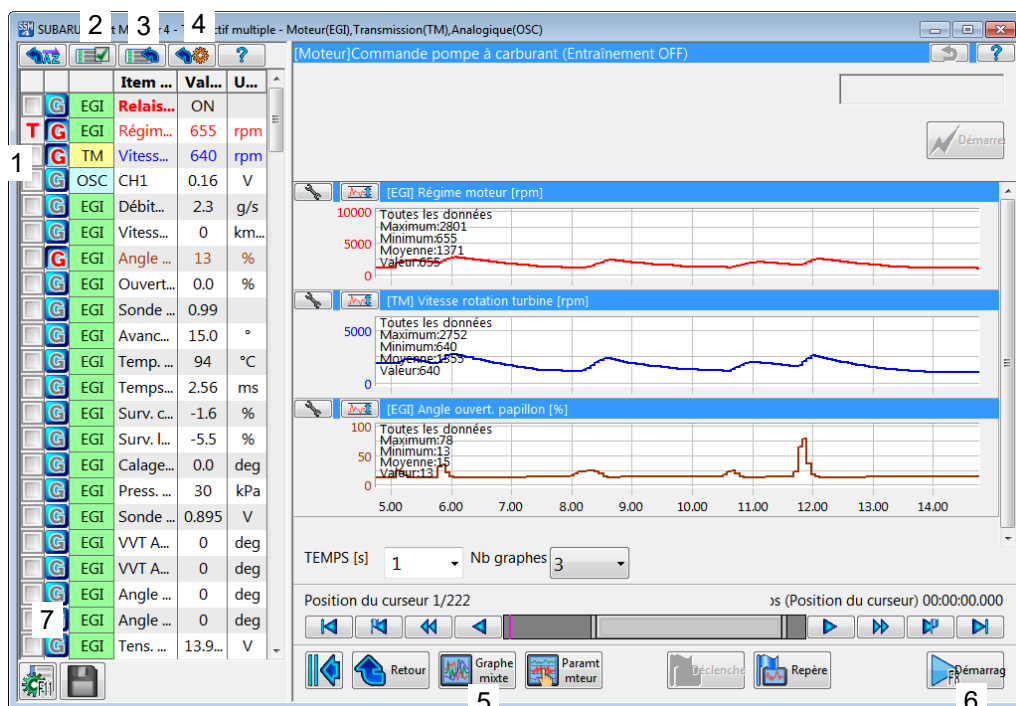 SUBARU t M r 4 - T ctif multiple - Moteur(EGI),Transmission(TM),Analogique(OSC)
2 3 4
AZ ?
[Moteur]Commande pompe à carburant (Entraînement OFF) ?
Item ... Val... U...
G EGI Relais... ON
T G EGI Régim... 655 rpm
1
G TM Vitess... 640 rpm
G OSC CH1 0.16 V
G EGI Débit... 2.3 g/s
G EGI Vitess... 0 km...
G EGI Angle ... 13 %
G EGI Ouvert... 0.0 %
G EGI Sonde ... 0.99
G EGI Avanc... 15.0 °
G EGI Temp. ... 94 °C
G EGI Temps... 2.56 ms
G EGI Surv. c... -1.6 %
G EGI Surv. l... -5.5 %
G EGI Calage... 0.0 deg
G EGI Press. ... 30 kPa
G EGI Sonde ... 0.895 V
G EGI VVT A... 0 deg
G EGI VVT A... 0 deg
G EGI Angle ... 0 deg
7 EGI Angle ... 0 deg
G EGI Tens. ... 13.9... V
F11
Démarre
[EGI] Régime moteur [rpm]
10000
5000
0
Toutes les données
Maximum:2801
Minimum:655
Moyenne:1371
Valeur:655
[TM] Vitesse rotation turbine [rpm]
5000
0
Toutes les données
Maximum:2752
Minimum:640
Moyenne:1355
Valeur:640
[EGI] Angle ouvert. papillon [%]
100
50
0
Toutes les données
Maximum:78
Minimum:13
Moyenne:15
Valeur:13
5.00 6.00 7.00 8.00 9.00 10.00 11.00 12.00 13.00 14.00
TEMPS [s] 1 Nb graphes 3
Position du curseur 1/222 ps (Position du curseur) 00:00:00.000
Retour
Graphe mixte
Paramt mteur
Déclenche
Repère
F8 Démarrag
5 6